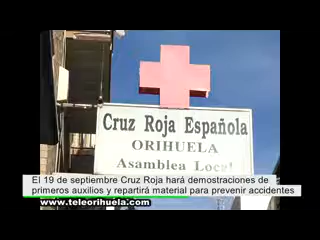 Cruz Roja Española
ORIHUELA
Asamblea Local
El 19 de septiembre Cruz Roja hará demostraciones de
primeros auxilios y repartirá material para prevenir accidentes
www.teleorihuela.com